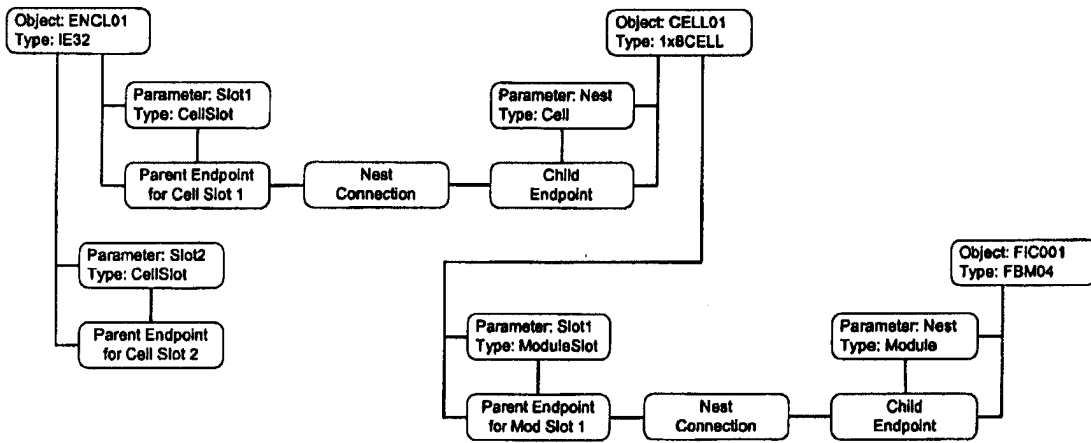 Object: ENCL01
Type: IE32
Object: CELL01
Type: 1x8CELL
Parameter: Slot1
Type: CellSlot
Parameter: Nest
Type: Cell
Parent Endpoint
for Cell Slot 1
Nest
Connection
Child
Endpoint
Parameter: Slot2
Type: CellSlot
Object: FIC001
Type: FBM04
Parent Endpoint
for Cell Slot 2
Parameter: Slot1
Type: ModuleSlot
Parameter: Nest
Type: Module
Parent Endpoint
for Mod Slot 1
Nest
Connection
Child
Endpoint